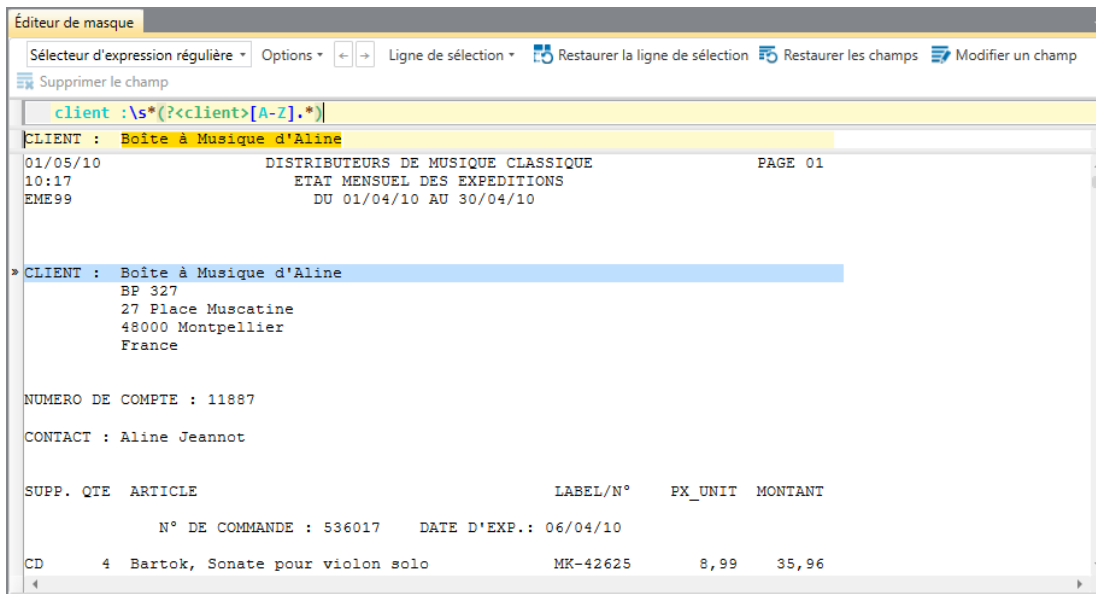 Éditeur de masque
Sélecteur d'expression régulière Options Ligne de sélection Restaurer la ligne de sélection Restaurer les champs Modifier un champ
Supprimer le champ
client :\s*(?<client>[A-Z].*)
CLIENT : Boîte à Musique d'Aline
01/05/10 DISTRIBUTEURS DE MUSIQUE CLASSIQUE PAGE 01
10:17 ETAT MENSUEL DES EXPEDITIONS
EME99 DU 01/04/10 AU 30/04/10
» CLIENT : Boîte à Musique d'Aline
BP 327
27 Place Muscatine
48000 Montpellier
France
NUMERO DE COMPTE : 11887
CONTACT : Aline Jeannot
SUPP. QTE ARTICLE LABEL/N° PX_UNIT MONTANT
N° DE COMMANDE : 536017 DATE D'EXP.: 06/04/10
CD 4 Bartok, Sonate pour violon solo MK-42625 8,99 35,96